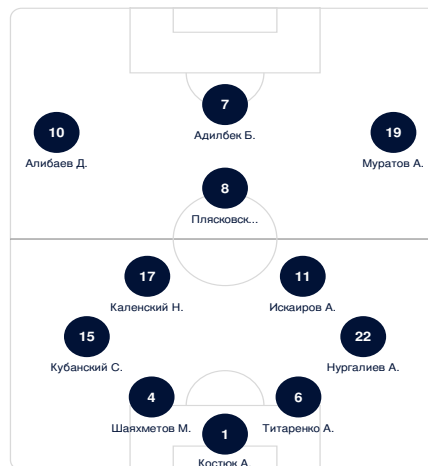 7
Адилбек Б.
10
Алибаев Д.
19
Муратов А.
8
Плясковск...
17
Каленский Н.
11
Искаиров А.
15
Кубанский С.
22
Нургалиев А.
4
Шаяхметов М.
6
Титаренко А.
1
Костюк А